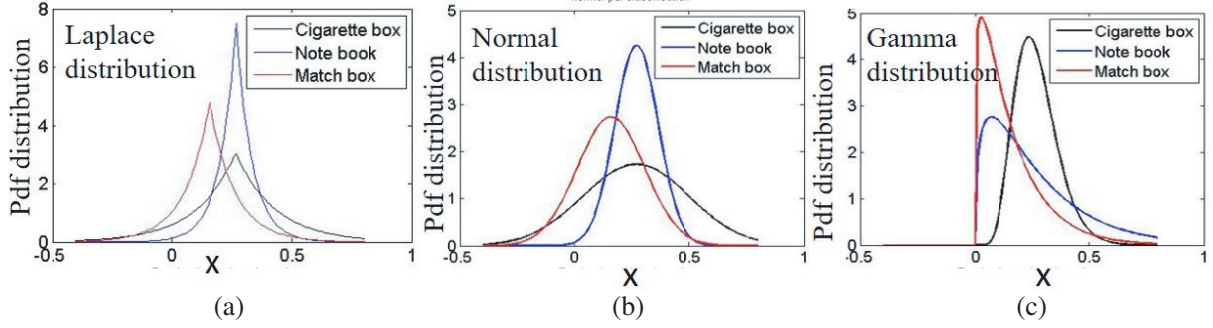 Laplace
distribution
Cigarette box
Note book
Match box
Pdf distribution
8
6
4
2
0
-0.5
0
0.5
1
X
(a)
normal pdf classification
Normal
distribution
Cigarette box
Note book
Match box
Pdf distribution
5
4
3
2
1
0
-0.5
0
0.5
1
X
(b)
Gamma
distribution
Cigarette box
Note book
Match box
Pdf distribution
5
4
3
2
1
0
-0.5
0
0.5
1
X
(c)